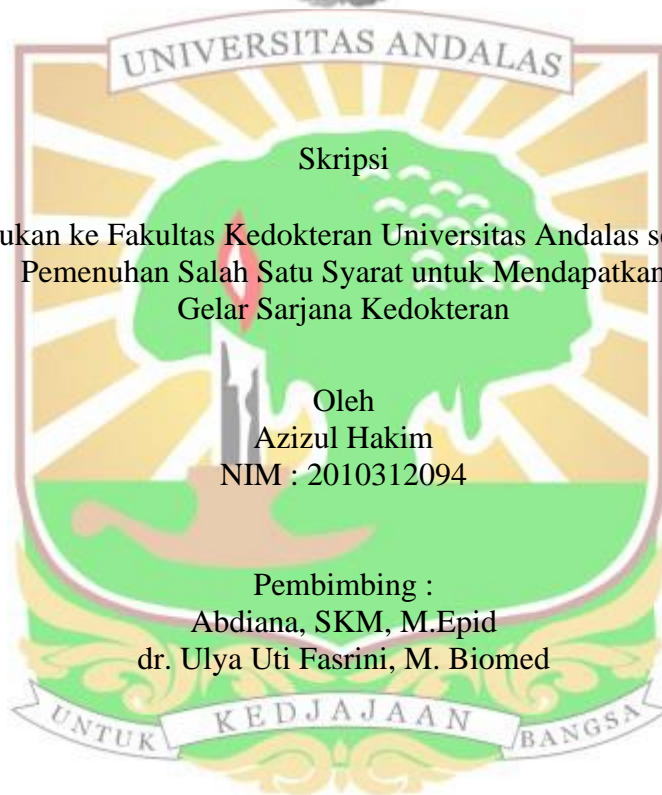 UNIVERSITAS ANDALAS
Skripsi
ukan ke Fakultas Kedokteran Universitas Andalas se
Pemenuhan Salah Satu Syarat untuk Mendapatkan
Gelar Sarjana Kedokteran
Oleh
Azizul Hakim
NIM : 2010312094
Pembimbing :
Abdiana, SKM, M.Epid
dr. Ulya Uti Fasrini, M. Biomed
UNTUK KEDJAJAAN BANGSA